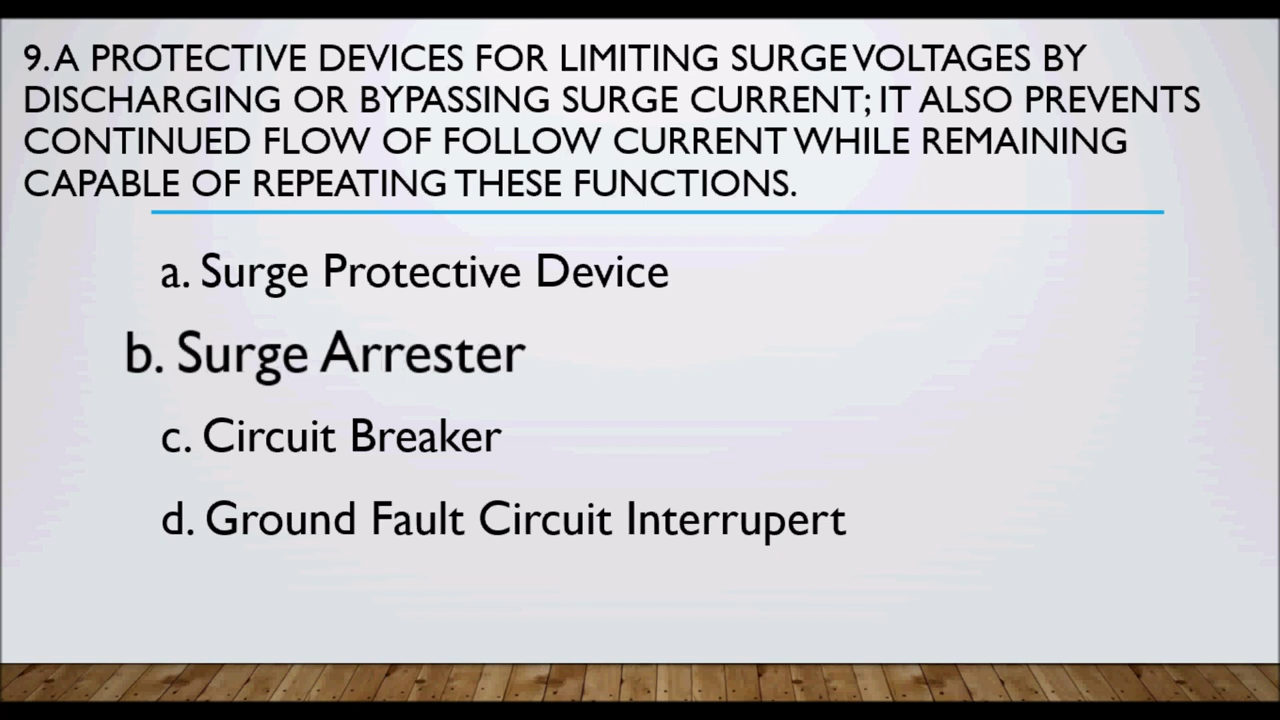 9. A PROTECTIVE DEVICES FOR LIMITING SURGE VOLTAGES BY
DISCHARGING OR BYPASSING SURGE CURRENT; IT ALSO PREVENTS
CONTINUED FLOW OF FOLLOW CURRENT WHILE REMAINING
CAPABLE OF REPEATING THESE FUNCTIONS.
a. Surge Protective Device
b. Surge Arrester
c. Circuit Breaker
d. Ground Fault Circuit Interrupert